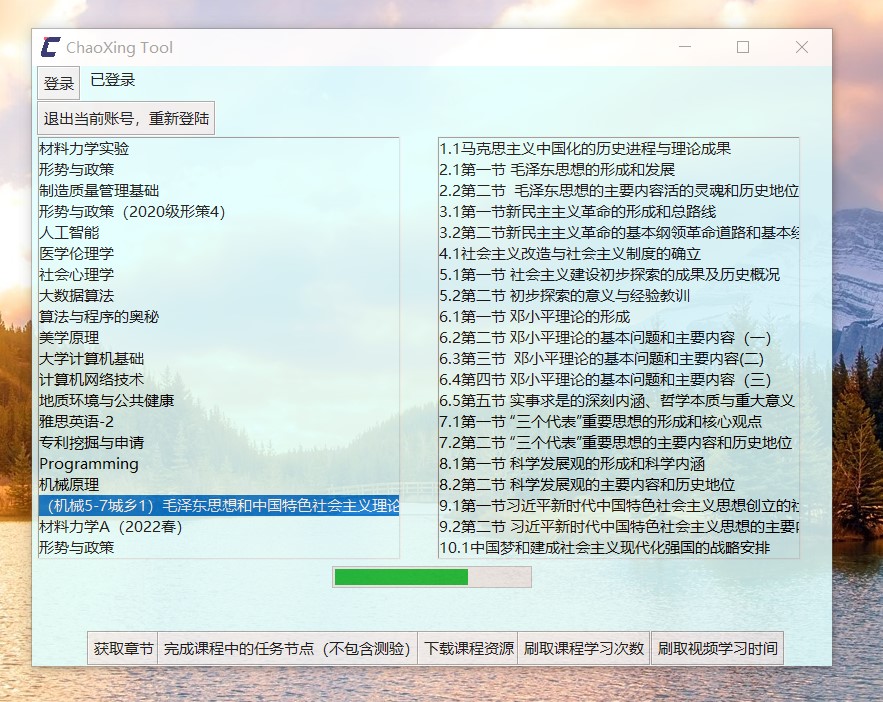 ChaoXing Tool
登录 已登录
退出当前账号，重新登陆
材料力学实验
形势与政策
制造质量管理基础
形势与政策（2020级形策4）
人工智能
医学伦理学
社会心理学
大数据算法
算法与程序的奥秘
美学原理
大学计算机基础
计算机网络技术
地质环境与公共健康
雅思英语-2
专利挖掘与申请
Programming
机械原理
（机械5-7城乡1）毛泽东思想和中国特色社会主义理论
材料力学A（2022春）
形势与政策
1.1马克思主义中国化的历史进程与理论成果
2.1第一节 毛泽东思想的形成和发展
2.2第二节  毛泽东思想的主要内容活的灵魂和历史地位
3.1第一节新民主主义革命的形成和总路线
3.2第二节新民主主义革命的基本纲领革命道路和基本
4.1社会主义改造与社会主义制度的确立
5.1第一节 社会主义建设初步探索的成果及历史概况
5.2第二节 初步探索的意义与经验教训
6.1第一节 邓小平理论的形成
6.2第二节 邓小平理论的基本问题和主要内容（一）
6.3第三节  邓小平理论的基本问题和主要内容(二)
6.4第四节 邓小平理论的基本问题和主要内容（三）
6.5第五节 实事求是的深刻内涵、哲学本质与重大意义
7.1第一节 “三个代表”重要思想的形成和核心观点
7.2第二节 “三个代表”重要思想的主要内容和历史地位
8.1第一节 科学发展观的形成和科学内涵
8.2第二节 科学发展观的主要内容和历史地位
9.1第一节习近平新时代中国特色社会主义思想创立的
9.2第二节 习近平新时代中国特色社会主义思想的主要
10.1中国梦和建成社会主义现代化强国的战略安排
获取章节 完成课程中的任务节点（不包含测验） 下载课程资源 刷取课程学习次数 刷取视频学习时间